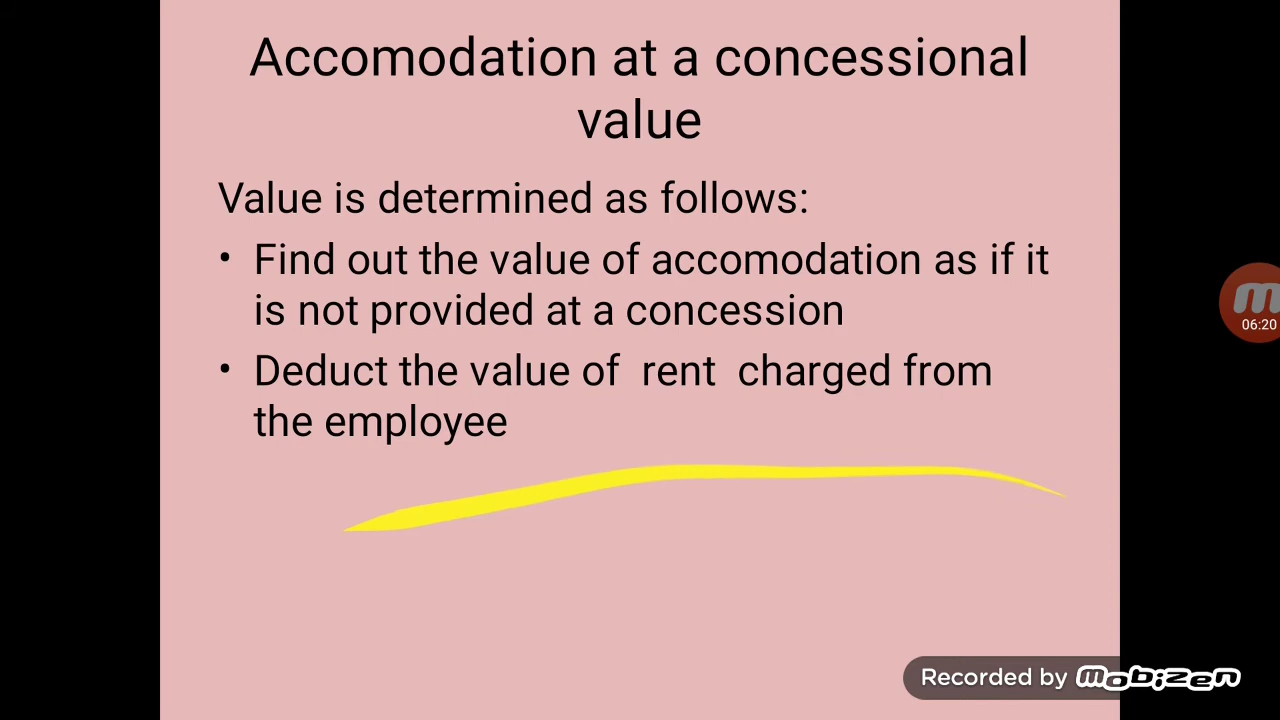 Accomodation at a concessional
value
Value is determined as follows:
• Find out the value of accomodation as if it
is not provided at a concession
• Deduct the value of rent charged from
the employee
m
06:20
Recorded by mobizen